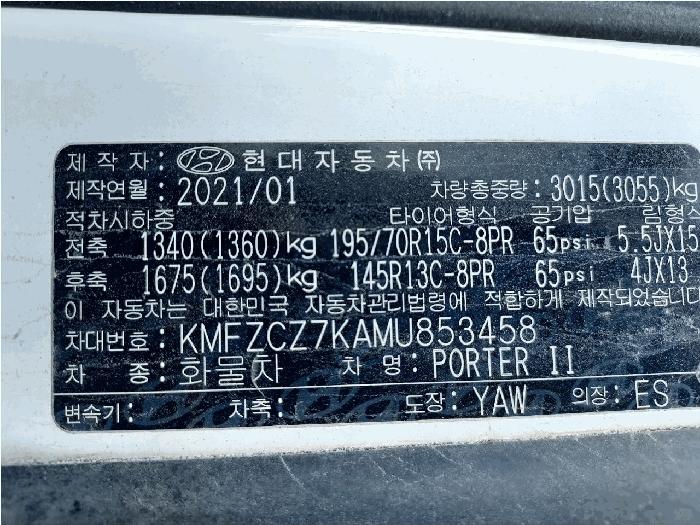 제 작 자 : 현대자동차㈜
제작연월 : 2021/01 차량총중량 : 3015(3055)kg
적차시하중 타이어형식 공기압 림형식
전축 1340(1360)kg 195/70R15C-8PR 65psi 5.5JX15
후축 1675(1695)kg 145R13C-8PR 65psi 4JX13
이 자동차는 대한민국 자동차관리법령에 적합하게 제작되었습니다
차대번호 : KMFZCZ7KAMU853458
차 종 : 화물차 차 명 : PORTER II
변속기 : 차축 : 도장 : YAW 의장 : ES